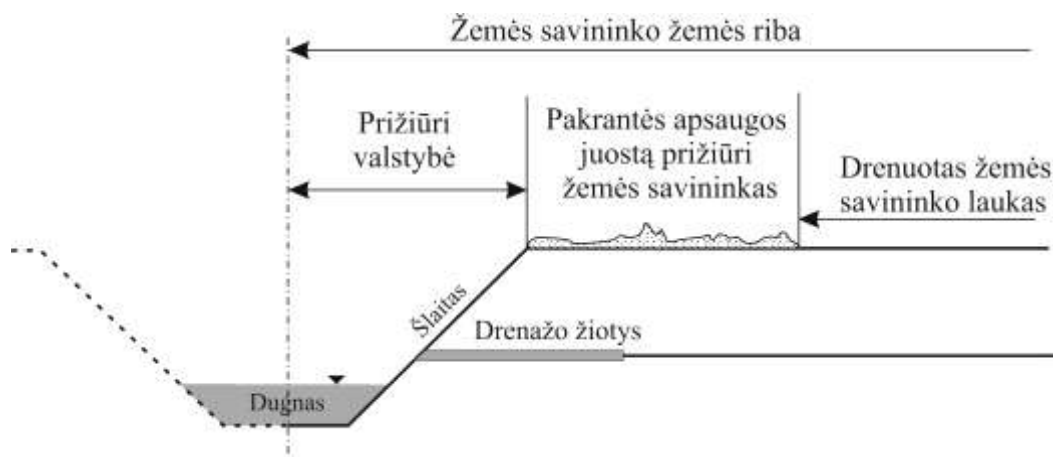 Žemės savininko žemės riba
Prižiūri
valstybė
Pakrantės apsaugos
juostą prižiūri
žemės savininkas
Drenuotas žemės
savininko laukas
Šlaitas
Drenažo žiotys
Dugnas